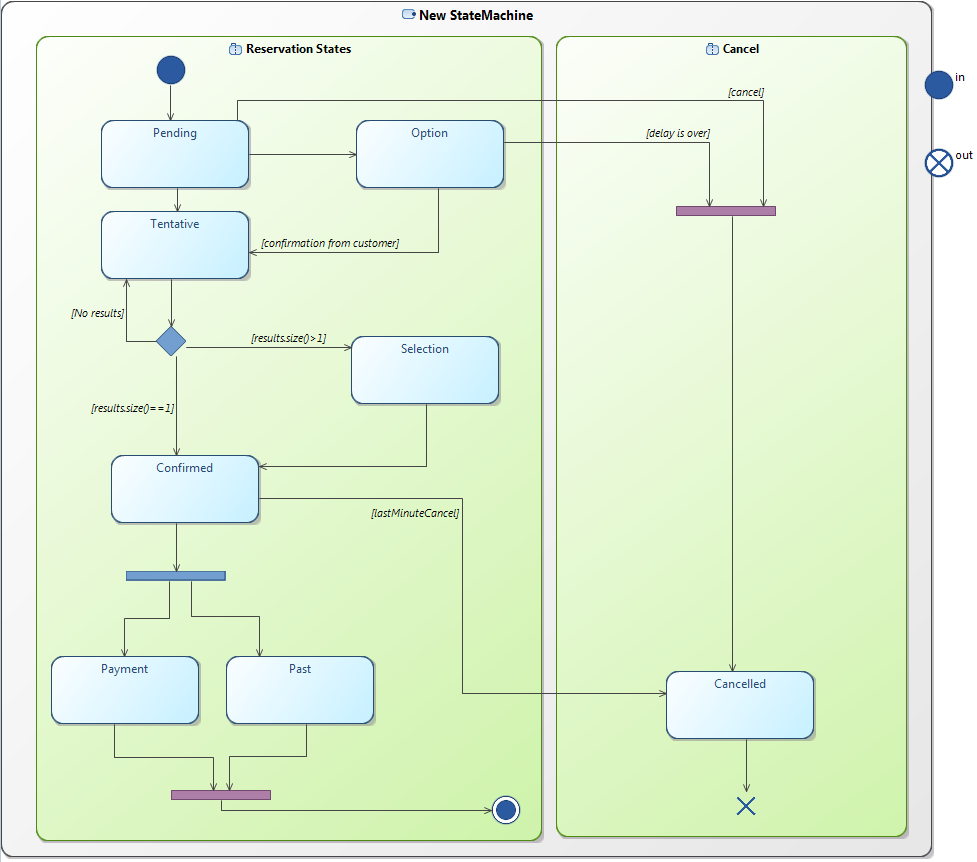 New StateMachine
Reservation States
Cancel
in
[cancel]
Pending
Option
[delay is over]
out
Tentative
[confirmation from customer]
[No results]
[results.size()>1]
Selection
[results.size()==1]
Confirmed
[lastMinuteCancel]
Payment
Past
Cancelled